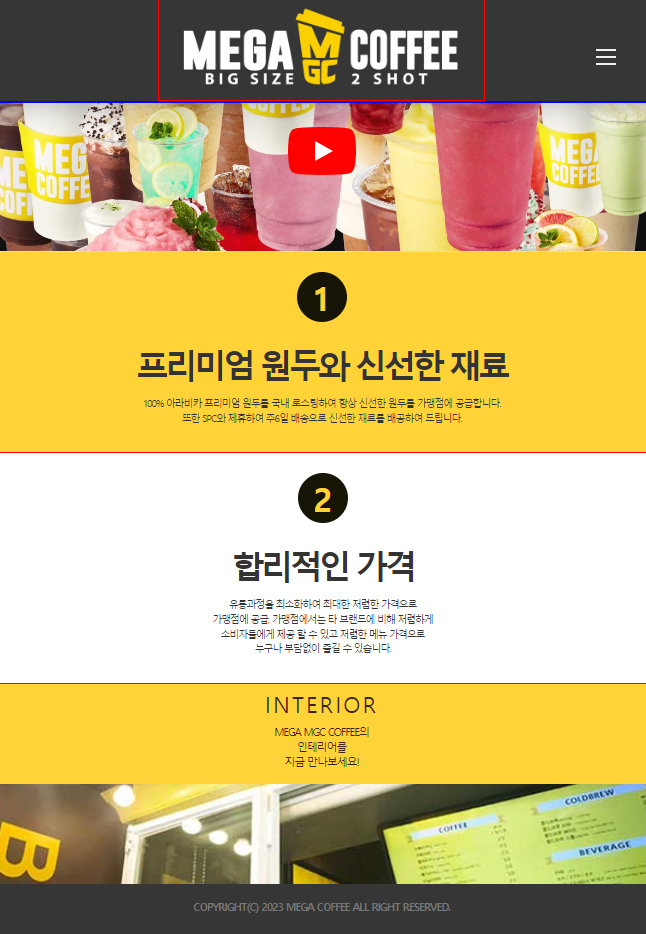 MEGA MGC COFFEE
BIG SIZE 2 SHOT
MEGA COFFEE
MEGA COFFEE
MEGA COFFEE
1
프리미엄 원두와 신선한 재료
100% 아라비카 프리미엄 원두를 국내 로스팅하여 항상 신선한 원두를 가맹점에 공급합니다.
또한 SPC와 제휴하여 주6일 배송으로 신선한 재료를 배공하여 드립니다.
2
합리적인 가격
유통과정을 최소화하여 최대한 저렴한 가격으로
가맹점에 공급, 가맹점에서는 타 브랜드에 비해 저렴하게
소비자들에게 제공 할 수 있고 저렴한 메뉴 가격으로
누구나 부담없이 즐길 수 있습니다.
INTERIOR
MEGA MGC COFFEE의
인테리어를
지금 만나보세요!
B
COFFEE
COLDBREW
BEVERAGE
COPYRIGHT(C) 2023 MEGA COFFEE ALL RIGHT RESERVED.